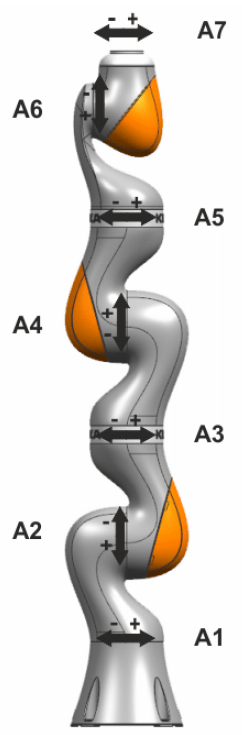 - +
A7
A6
-
+
A5
- +
A4
+
-
- +
A3
A2
-
+
- +
A1